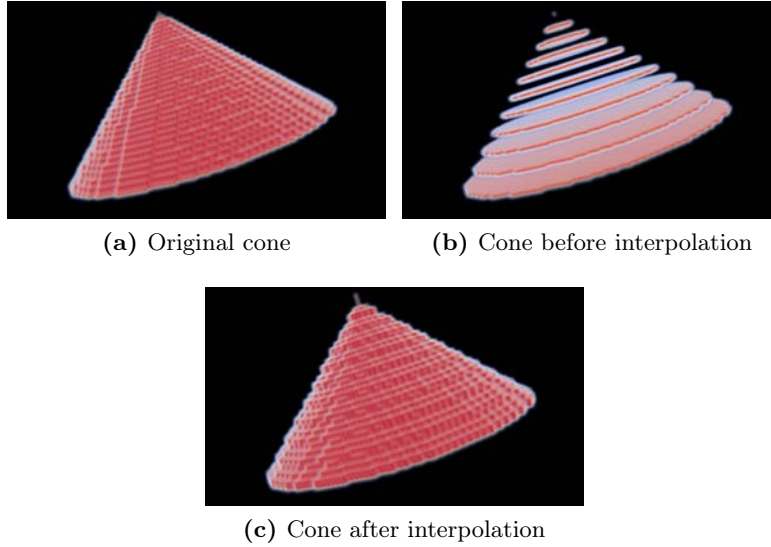 (a) Original cone
(b) Cone before interpolation
(c) Cone after interpolation